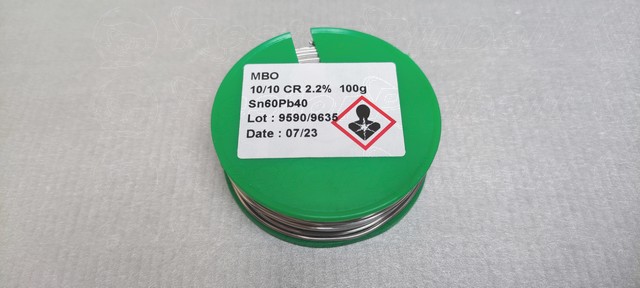 MBO
10/10 CR 2.2% 100g
Sn60Pb40
Lot : 9590/9635
Date : 07/23